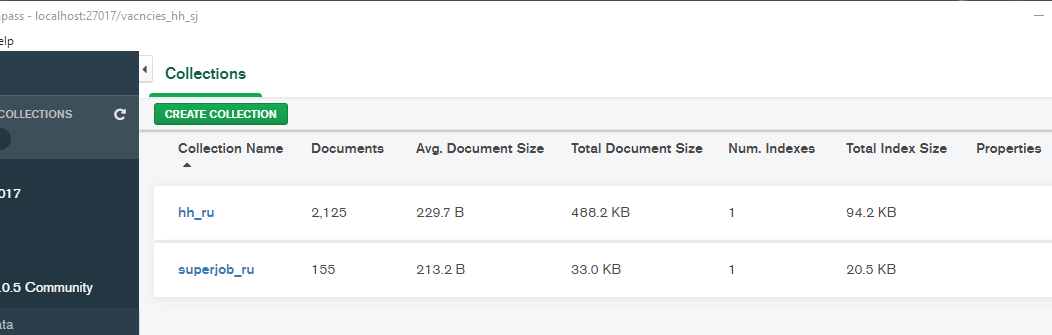 pass - localhost:27017/vacncies_hh_sj
elp
Collections
COLLECTIONS
CREATE COLLECTION
Collection Name Documents Avg. Document Size Total Document Size Num. Indexes Total Index Size Properties
017
hh_ru 2,125 229.7 B 488.2 KB 1 94.2 KB
superjob_ru 155 213.2 B 33.0 KB 1 20.5 KB
.0.5 Community
ata